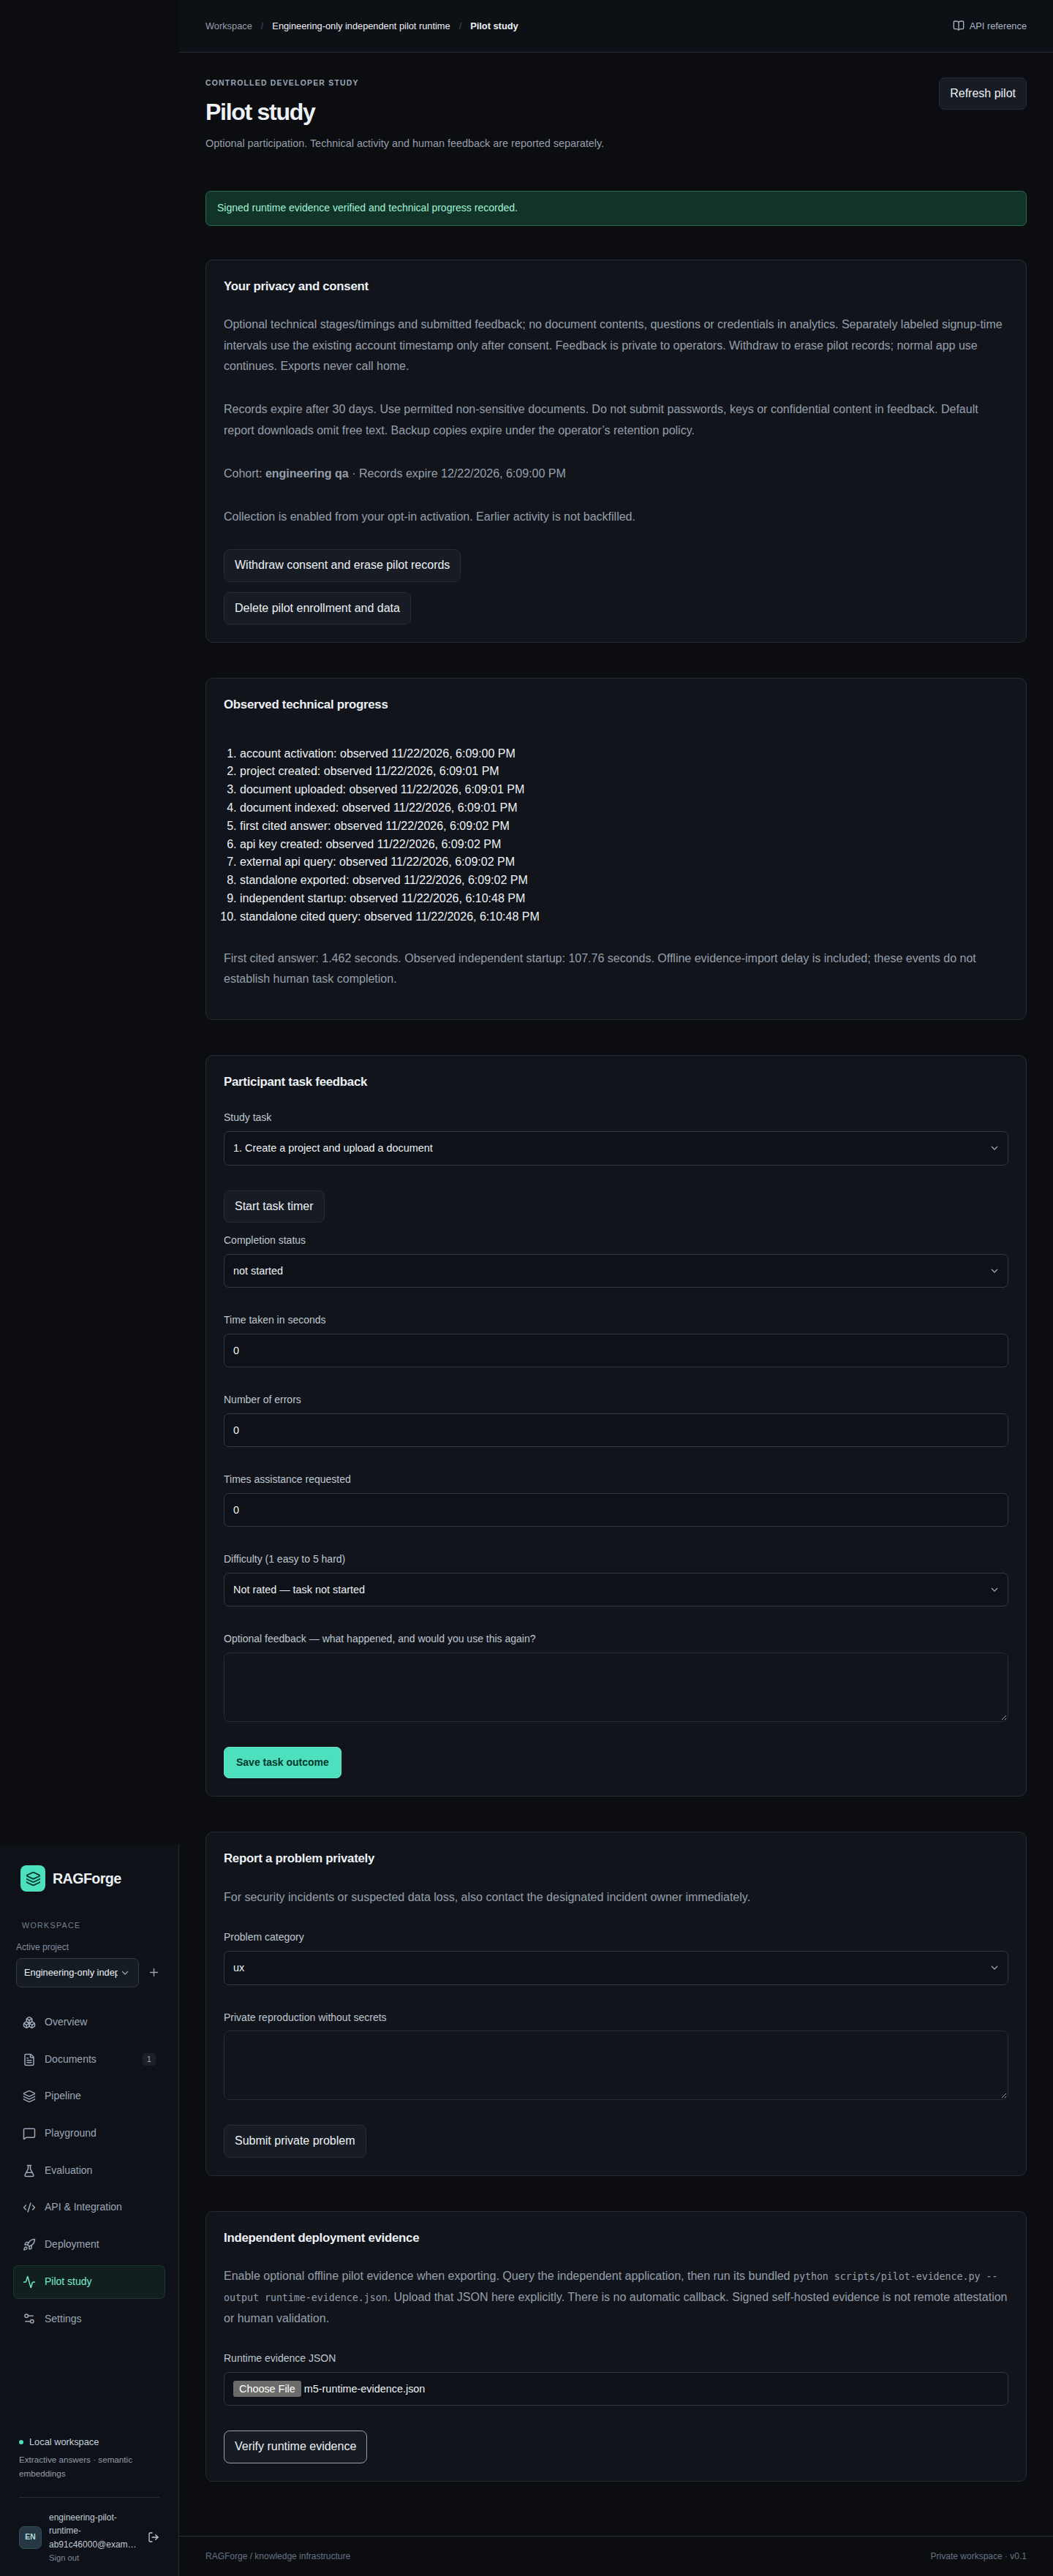 Workspace / Engineering-only independent pilot runtime / Pilot study
API reference
CONTROLLED DEVELOPER STUDY
Pilot study
Refresh pilot
Optional participation. Technical activity and human feedback are reported separately.
Signed runtime evidence verified and technical progress recorded.
Your privacy and consent
Optional technical stages/timings and submitted feedback; no document contents, questions or credentials in analytics. Separately labeled signup-time
intervals use the existing account timestamp only after consent. Feedback is private to operators. Withdraw to erase pilot records; normal app use
continues. Exports never call home.
Records expire after 30 days. Use permitted non-sensitive documents. Do not submit passwords, keys or confidential content in feedback. Default
report downloads omit free text. Backup copies expire under the operator’s retention policy.
Cohort: engineering qa · Records expire 12/22/2026, 6:09:00 PM
Collection is enabled from your opt-in activation. Earlier activity is not backfilled.
Withdraw consent and erase pilot records
Delete pilot enrollment and data
Observed technical progress
1. account activation: observed 11/22/2026, 6:09:00 PM
2. project created: observed 11/22/2026, 6:09:01 PM
3. document uploaded: observed 11/22/2026, 6:09:01 PM
4. document indexed: observed 11/22/2026, 6:09:01 PM
5. first cited answer: observed 11/22/2026, 6:09:02 PM
6. api key created: observed 11/22/2026, 6:09:02 PM
7. external api query: observed 11/22/2026, 6:09:02 PM
8. standalone exported: observed 11/22/2026, 6:09:02 PM
9. independent startup: observed 11/22/2026, 6:10:48 PM
10. standalone cited query: observed 11/22/2026, 6:10:48 PM
First cited answer: 1.462 seconds. Observed independent startup: 107.76 seconds. Offline evidence-import delay is included; these events do not
establish human task completion.
Participant task feedback
Study task
1. Create a project and upload a document
Start task timer
Completion status
not started
Time taken in seconds
0
Number of errors
0
Times assistance requested
0
Difficulty (1 easy to 5 hard)
Not rated — task not started
Optional feedback — what happened, and would you use this again?
Save task outcome
Report a problem privately
For security incidents or suspected data loss, also contact the designated incident owner immediately.
Problem category
ux
Private reproduction without secrets
Submit private problem
Independent deployment evidence
Enable optional offline pilot evidence when exporting. Query the independent application, then run its bundled python scripts/pilot-evidence.py --
output runtime-evidence.json. Upload that JSON here explicitly. There is no automatic callback. Signed self-hosted evidence is not remote attestation
or human validation.
Runtime evidence JSON
Choose File m5-runtime-evidence.json
Verify runtime evidence
RAGForge
WORKSPACE
Active project
Engineering-only indep
Overview
Documents 1
Pipeline
Playground
Evaluation
API & Integration
Deployment
Pilot study
Settings
Local workspace
Extractive answers · semantic
embeddings
EN
engineering-pilot-
runtime-
ab91c46000@exam…
Sign out
RAGForge / knowledge infrastructure
Private workspace · v0.1